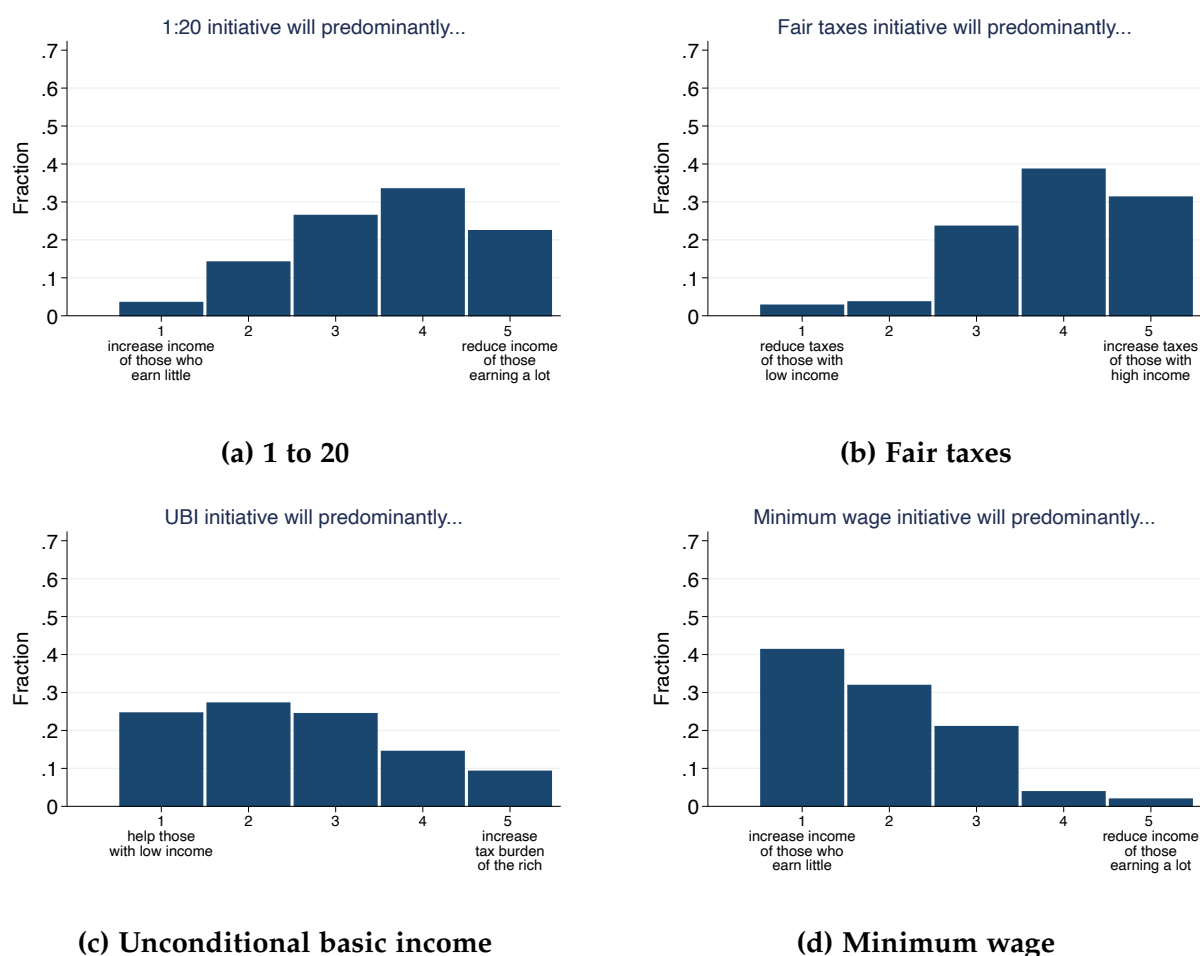 1:20 initiative will predominantly...
.7
.6
.5
.4
.3
.2
.1
0
Fraction
1
2
3
4
5
increase income
of those who
earn little
reduce income
of those
earning a lot
(a) 1 to 20
Fair taxes initiative will predominantly...
.7
.6
.5
.4
.3
.2
.1
0
Fraction
1
2
3
4
5
reduce taxes
of those with
low income
increase taxes
of those with
high income
(b) Fair taxes
UBI initiative will predominantly...
.7
.6
.5
.4
.3
.2
.1
0
Fraction
1
2
3
4
5
help those
with low income
increase
tax burden
of the rich
(c) Unconditional basic income
Minimum wage initiative will predominantly...
.7
.6
.5
.4
.3
.2
.1
0
Fraction
1
2
3
4
5
increase income
of those who
earn little
reduce income
of those
earning a lot
(d) Minimum wage